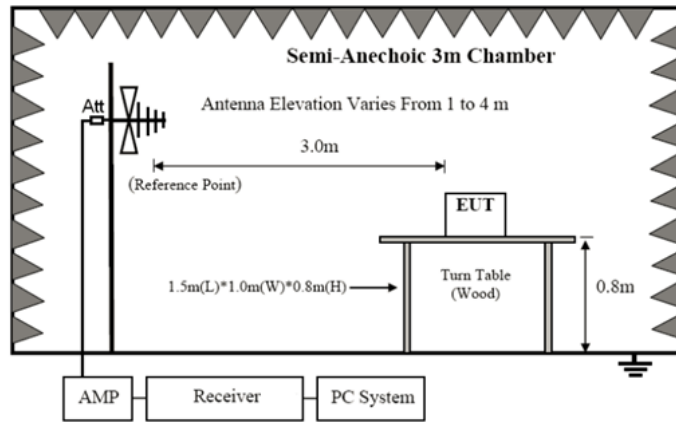 Semi-Anechoic 3m Chamber
Att
Antenna Elevation Varies From 1 to 4 m
3.0m
(Reference Point)
EUT
1.5m(L)*1.0m(W)*0.8m(H)
Turn Table
(Wood)
0.8m
AMP
Receiver
PC System